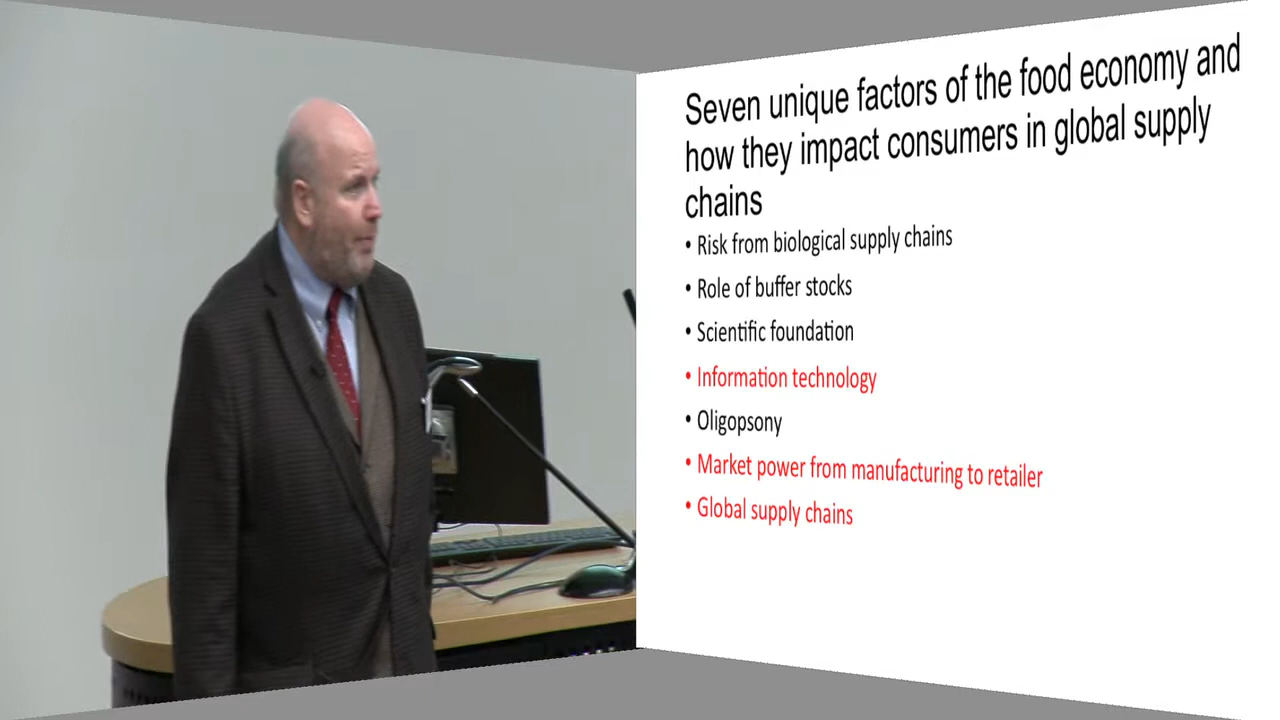 Seven unique factors of the food economy and
how they impact consumers in global supply
chains
• Risk from biological supply chains
• Role of buffer stocks
• Scientific foundation
• Information technology
• Oligopsony
• Market power from manufacturing to retailer
• Global supply chains